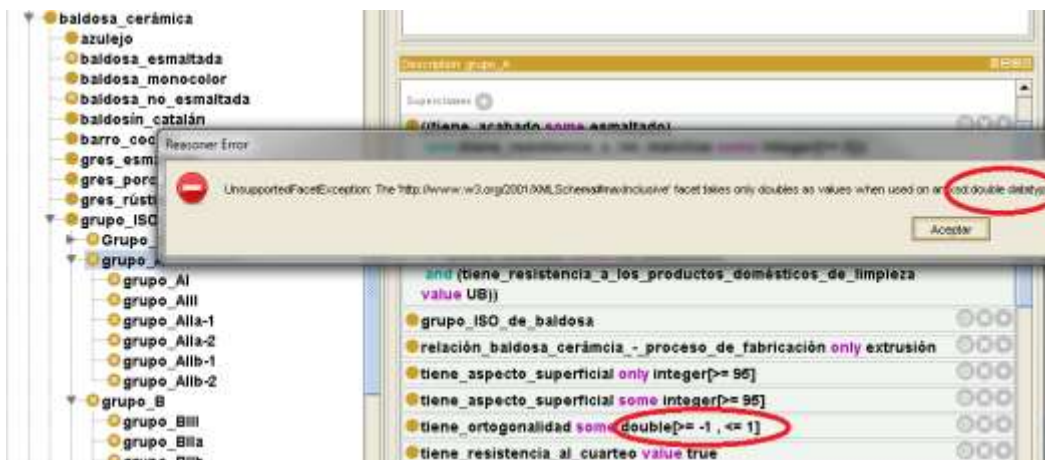 baldosa_cerámica
azulejo
baldosa_esmaltada
baldosa_monocolor
baldosa_no_esmaltada
baldosín_catalán
barro_coc
gres_esm
gres_porc
gres_rústi
grupo_ISO
Grupo_
grupo_A
grupo_AI
grupo_AIII
grupo_AIIa-1
grupo_AIIa-2
grupo_AIIb-1
grupo_AIIb-2
grupo_B
grupo_BIII
grupo_BIIa
Description: grupo_A
Superclasses
((tiene_acabado some esmaltado)
Reasoner Error
UnsupportedFacetException: The 'http://www.w3.org/2001/XMLSchema#maxInclusive' facet takes only doubles as values when used on an xsd:double datatyp
Aceptar
and (tiene_resistencia_a_los_productos_domésticos_de_limpieza
value UB))
grupo_ISO_de_baldosa
relación_baldosa_cerámcia_-_proceso_de_fabricación only extrusión
tiene_aspecto_superficial only integer[>= 95]
tiene_aspecto_superficial some integer[>= 95]
tiene_ortogonalidad some double[>= -1 , <= 1]
tiene_resistencia_al_cuarteo value true